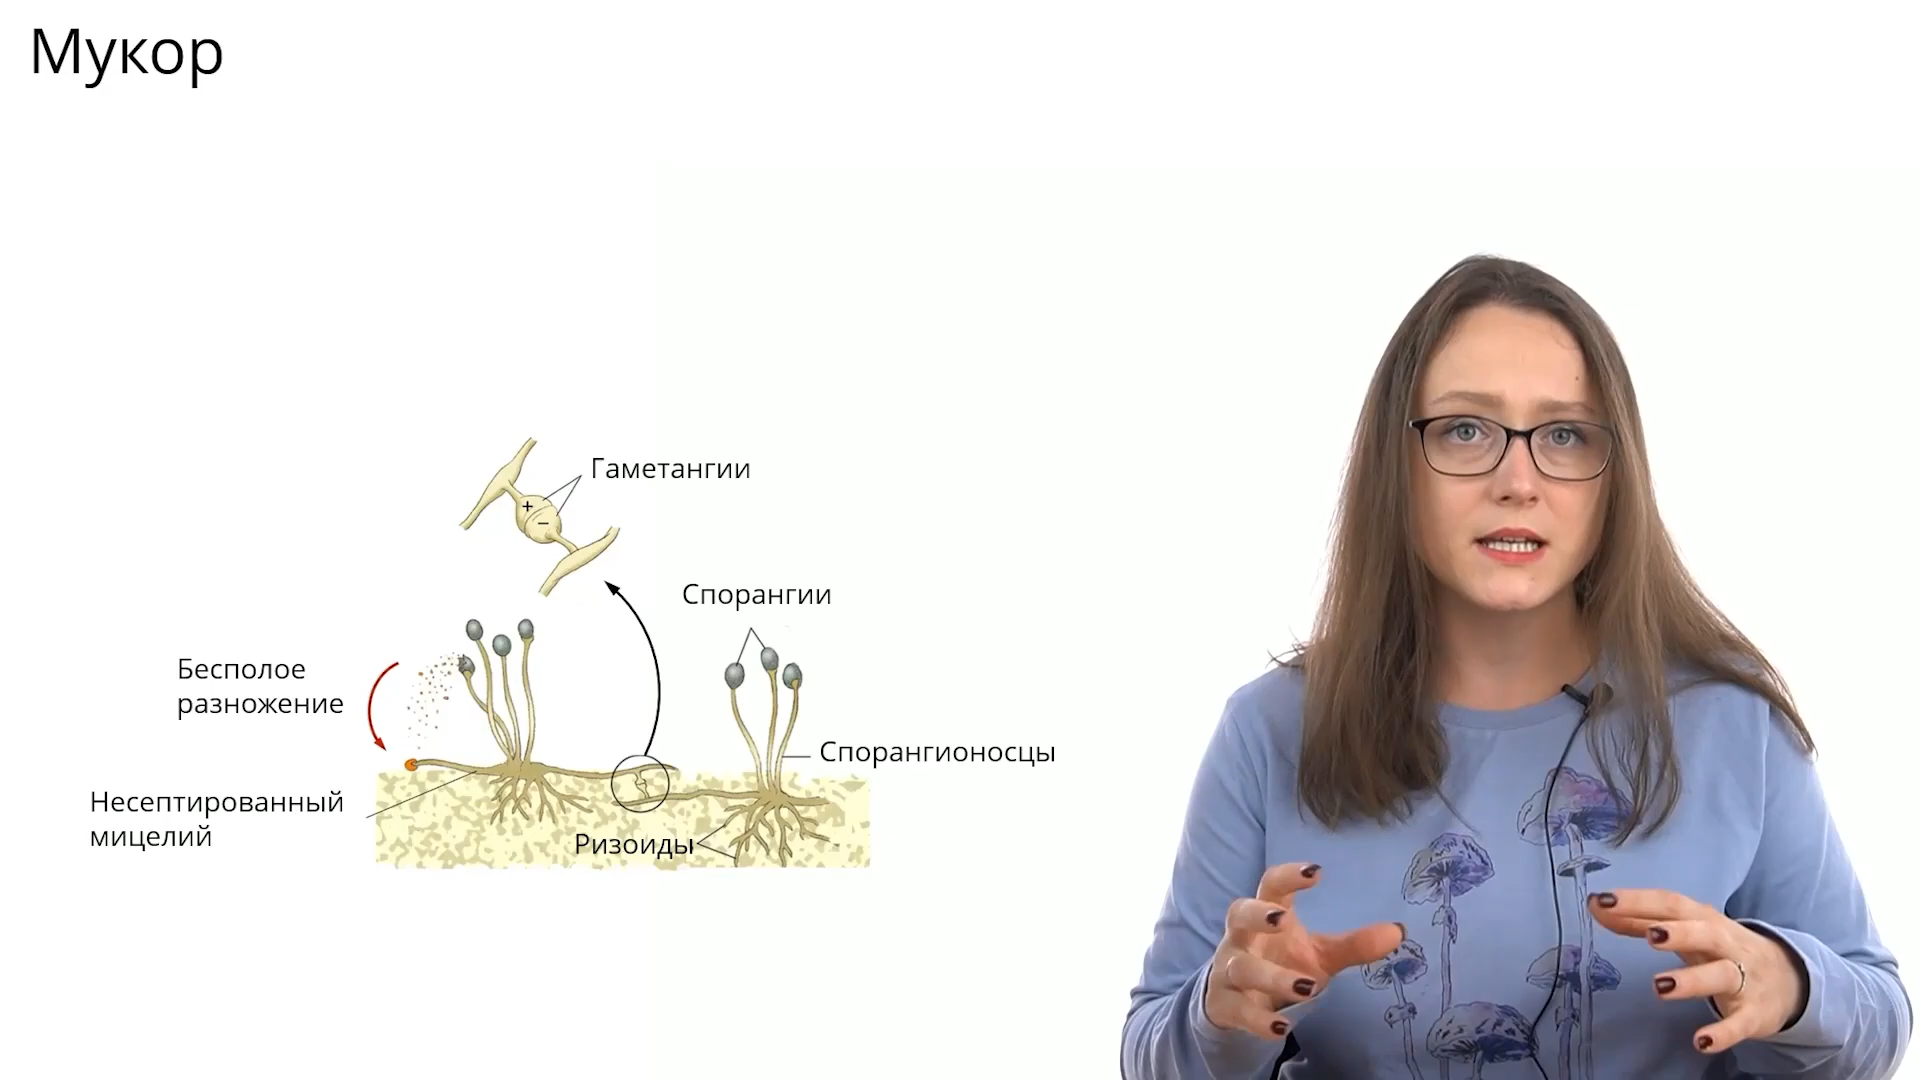 Мукор
Гаметангии
+
−
Спорангии
Бесполое
разножение
Спорангионосцы
Несептированный
мицелий
Ризоиды